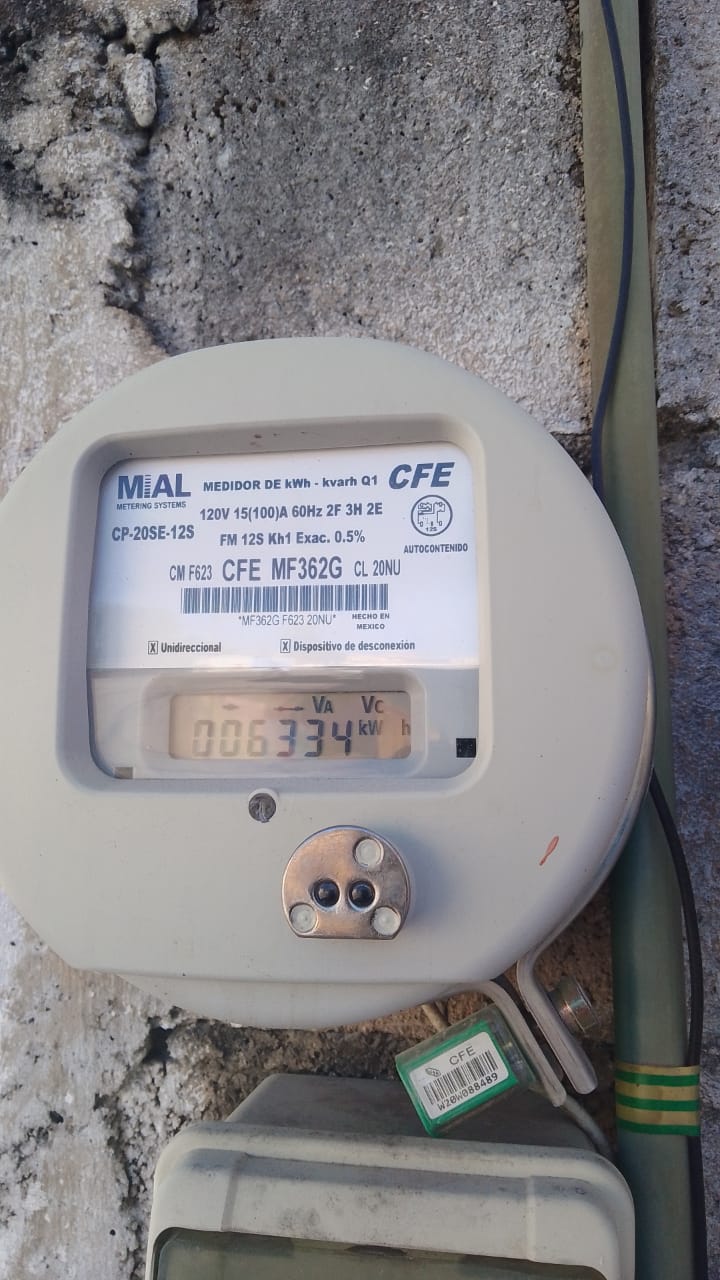 MIAL
METERING SYSTEMS
MEDIDOR DE kWh - kvarh Q1
CFE
CP-20SE-12S
120V 15(100)A 60Hz 2F 3H 2E
FM 12S Kh1 Exac. 0.5%
12S
AUTOCONTENIDO
CM F623 CFE MF362G CL 20NU
*MF362G F623 20NU*
HECHO EN
MEXICO
X Unidireccional
X Dispositivo de desconexión
VA VC
006334 kW h
CFE
W20W088489